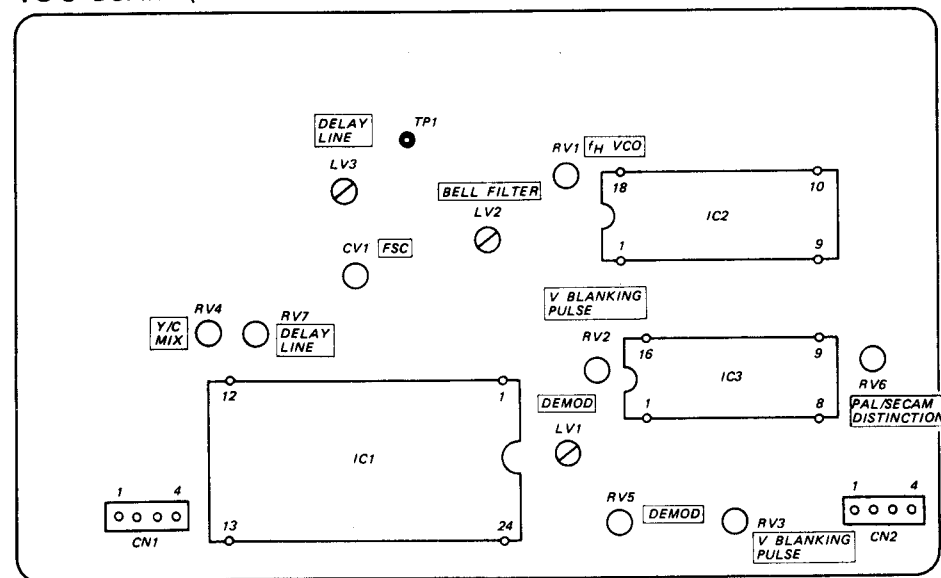 DELAY
LINE
TP1
LV3
RV1 fH VCO
BELL FILTER
LV2
18
10
IC2
1
9
CV1 FSC
V BLANKING
PULSE
RV4
Y/C
MIX
RV7
DELAY
LINE
RV2
16
9
IC3
1
8
RV6
PAL/SECAM
DISTINCTION
12
1
IC1
13
24
DEMOD
LV1
1 4
CN1
RV5
DEMOD
RV3
V BLANKING
PULSE
1 4
CN2